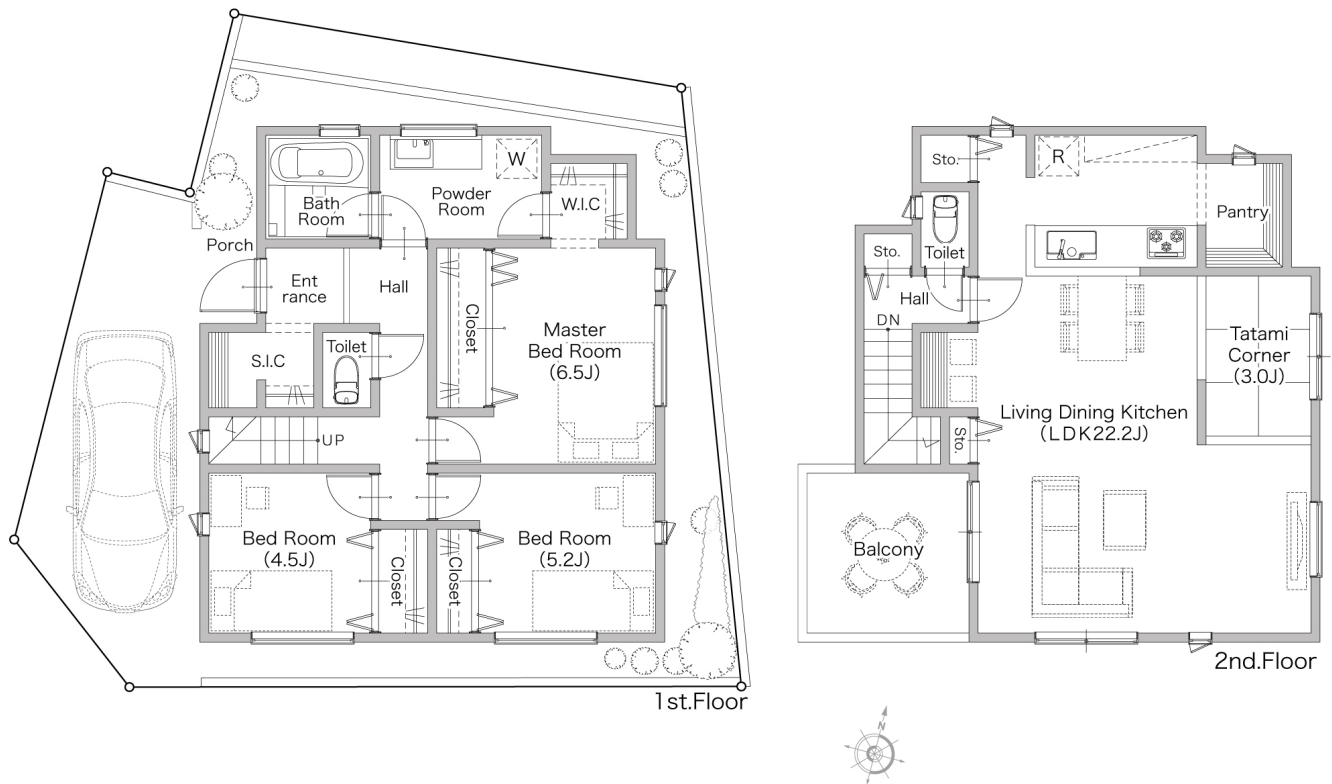 W
Bath
Room
Powder
Room
W.I.C
Porch
Ent
rance
Hall
Closet
Master
Bed Room
(6.5J)
S.I.C
Toilet
UP
Bed Room
(4.5J)
Closet
Closet
Bed Room
(5.2J)
1st.Floor
Sto.
R
Pantry
Sto.
Toilet
Hall
DN
Tatami
Corner
(3.0J)
Living Dining Kitchen
(LDK22.2J)
Sto.
Balcony
2nd.Floor
N